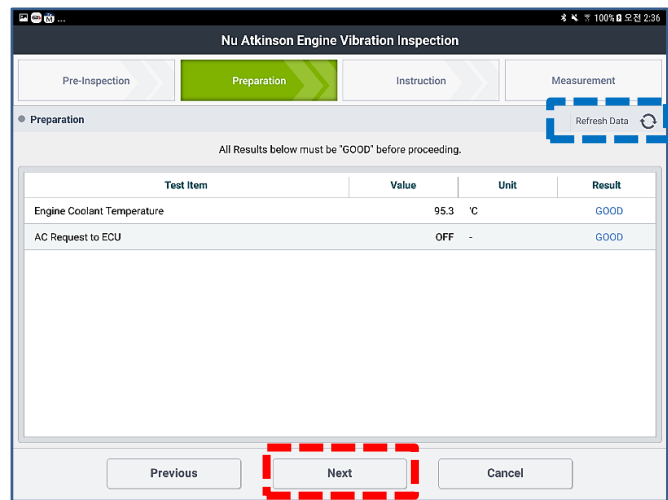 ... 100% 오전 2:36
Nu Atkinson Engine Vibration Inspection
Pre-Inspection Preparation Instruction Measurement
Preparation Refresh Data
All Results below must be "GOOD" before proceeding.
Test Item Value Unit Result
Engine Coolant Temperature 95.3 'C GOOD
AC Request to ECU OFF - GOOD
Previous Next Cancel